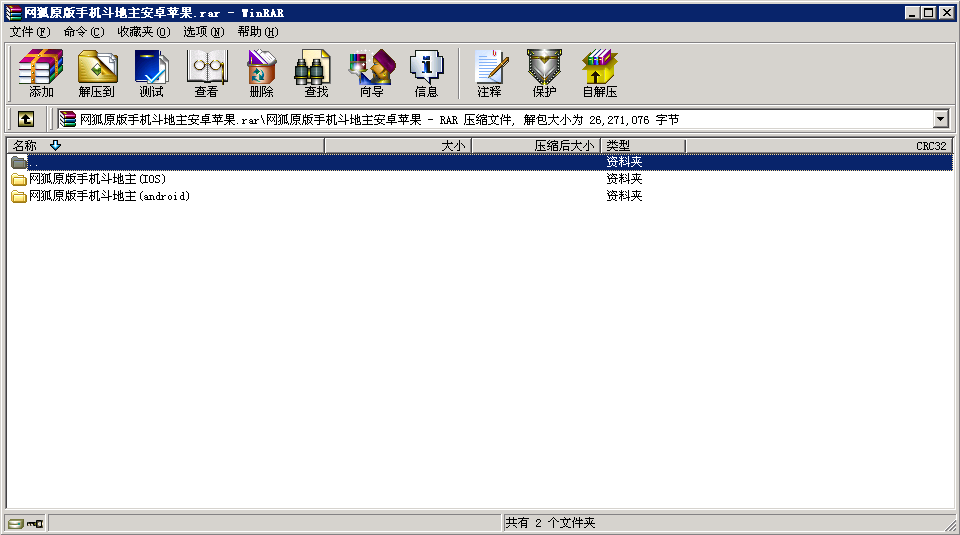 网狐原版手机斗地主安卓苹果.rar - WinRAR
文件(F) 命令(C) 收藏夹(O) 选项(N) 帮助(H)
添加 解压到 测试 查看 删除 查找 向导 信息 注释 保护 自解压
网狐原版手机斗地主安卓苹果.rar\网狐原版手机斗地主安卓苹果 - RAR 压缩文件, 解包大小为 26,271,076 字节
名称 大小 压缩后大小 类型 CRC32
.. 资料夹
网狐原版手机斗地主(IOS) 资料夹
网狐原版手机斗地主(android) 资料夹
共有 2 个文件夹